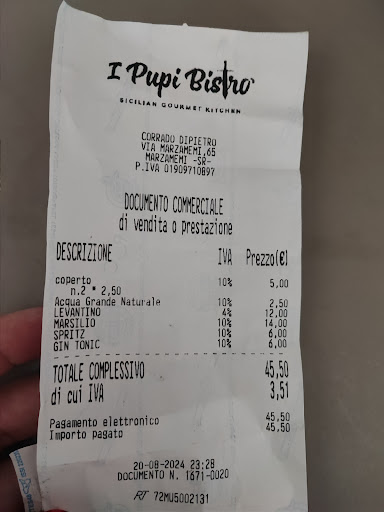 I Pupi Bistro
SICILIAN GOURMET KITCHEN
CORRADO DIPIETRO
VIA MARZAMEMI,65
MARZAMEMI -SR-
P.IVA 01909710897
DOCUMENTO COMMERCIALE
di vendita o prestazione
DESCRIZIONE IVA Prezzo(€)
coperto 10% 5,00
n.2 * 2,50
Acqua Grande Naturale 10% 2,50
LEVANTINO 4% 12,00
MARSILIO 10% 14,00
SPRITZ 10% 6,00
GIN TONIC 10% 6,00
TOTALE COMPLESSIVO 45,50
di cui IVA 3,51
Pagamento elettronico 45,50
Importo pagato 45,50
20-08-2024 23:28
DOCUMENTO N. 1671-0020
RT 72MU5002131